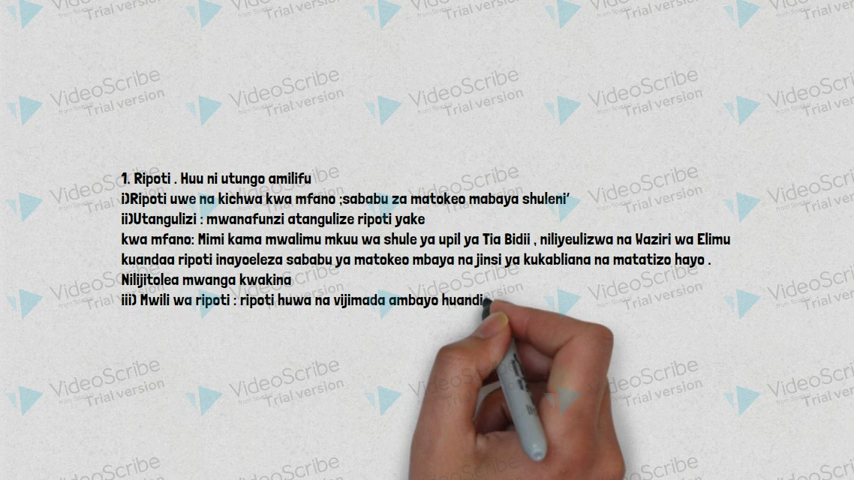 1. Ripoti . Huu ni utungo amilifu
i)Ripoti uwe na kichwa kwa mfano ;sababu za matokeo mabaya shuleni'
ii)Utangulizi : mwanafunzi atangulize ripoti yake
kwa mfano: Mimi kama mwalimu mkuu wa shule ya upil ya Tia Bidii , niliyeulizwa na Waziri wa Elimu
kuandaa ripoti inayoeleza sababu ya matokeo mbaya na jinsi ya kukabliana na matatizo hayo .
Nilijitolea mwanga kwakina
iii) Mwili wa ripoti : ripoti huwa na vijimada ambayo huandi
VideoScribe
Trial version